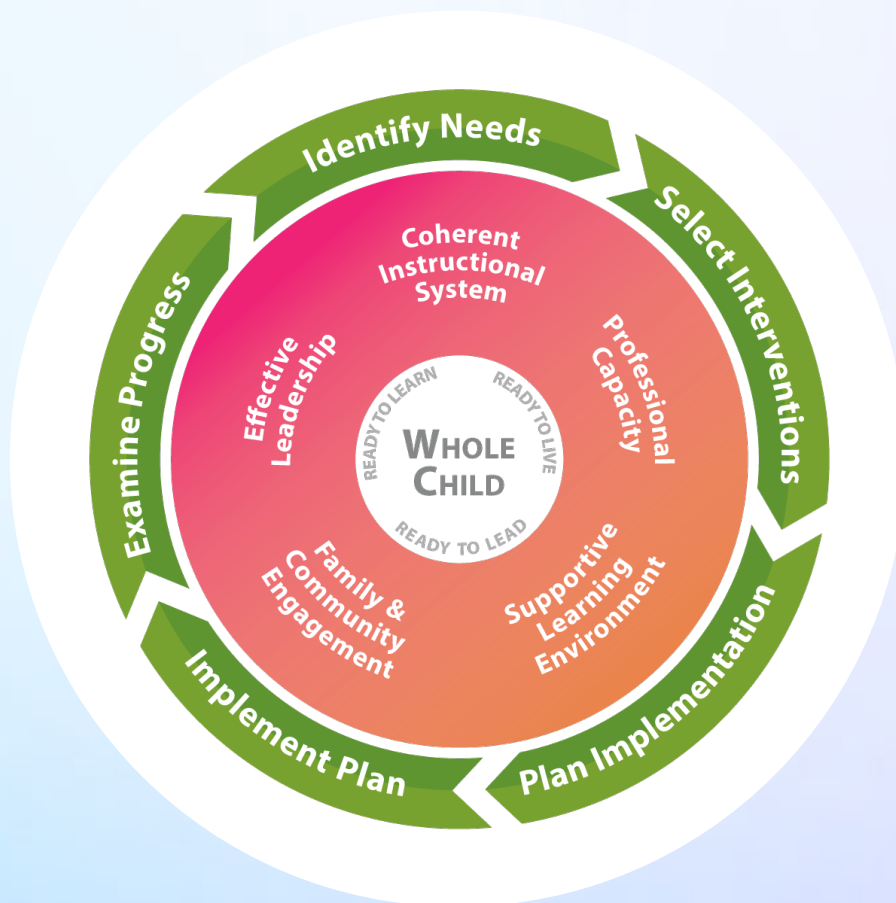 Identify Needs
Select Interventions
Plan Implementation
Implement Plan
Examine Progress
Coherent
Instructional
System
Professional
Capacity
Supportive
Learning
Environment
Family &
Community
Engagement
Effective
Leadership
READY TO LEARN
READY TO LIVE
READY TO LEAD
WHOLE
CHILD